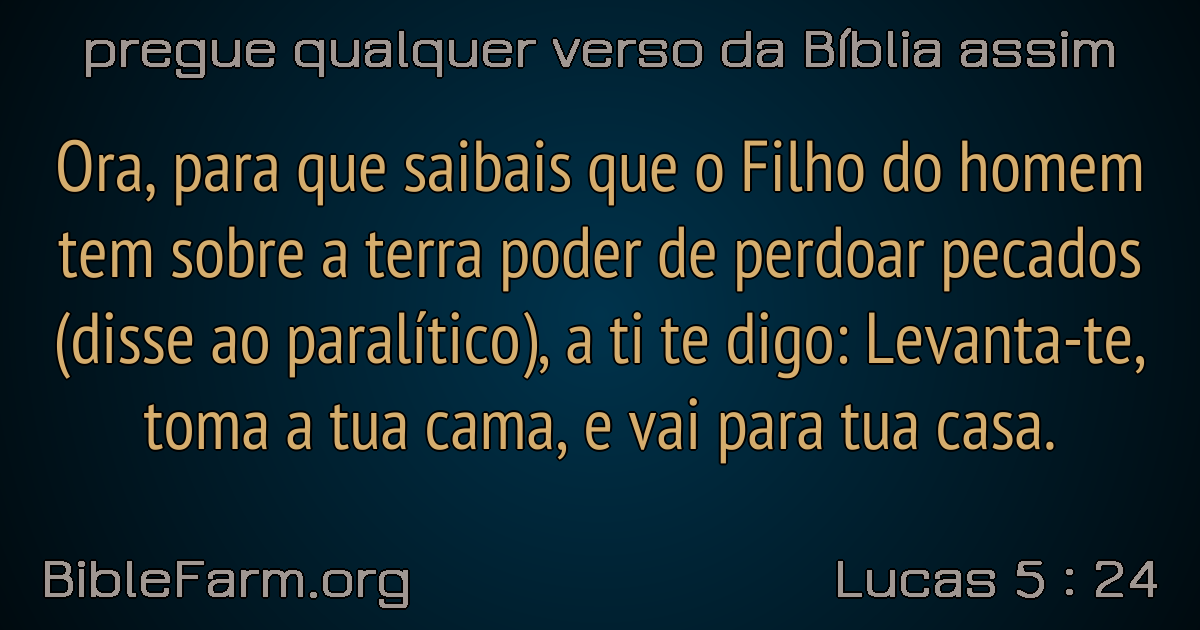 pregue qualquer verso da Bíblia assim
Ora, para que saibais que o Filho do homem
tem sobre a terra poder de perdoar pecados
(disse ao paralítico), a ti te digo: Levanta-te,
toma a tua cama, e vai para tua casa.
BibleFarm.org
Lucas 5 : 24